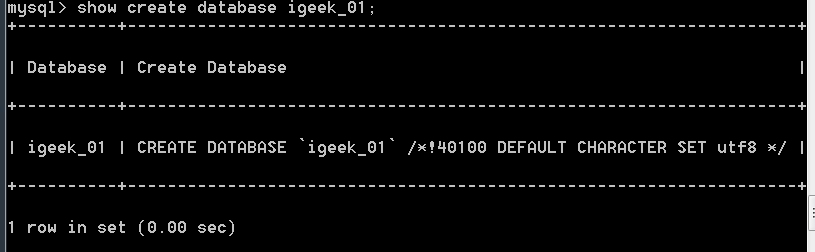 mysql> show create database igeek_01;
+----------+--------------------------------------------------------------------+
| Database | Create Database                                                    |
+----------+--------------------------------------------------------------------+
| igeek_01 | CREATE DATABASE `igeek_01` /*!40100 DEFAULT CHARACTER SET utf8 */ |
+----------+--------------------------------------------------------------------+
1 row in set (0.00 sec)